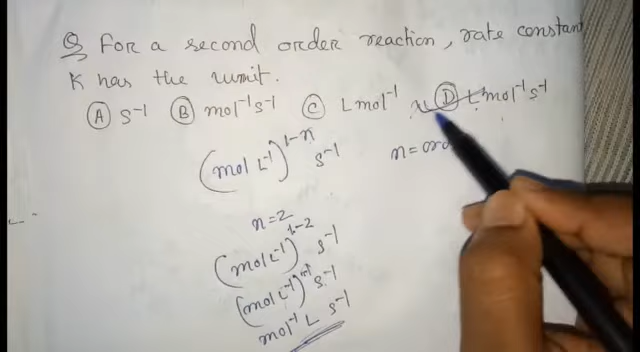 Q For a second order reaction, rate constant
K has the unit.
(A) s⁻¹ (B) mol⁻¹s⁻¹ (C) L mol⁻¹ (D) L mol⁻¹ s⁻¹
(mol L⁻¹)¹⁻ⁿ s⁻¹ n=
n=2
(mol L⁻¹)¹⁻² s⁻¹
(mol L⁻¹)⁻¹ s⁻¹
mol⁻¹ L s⁻¹